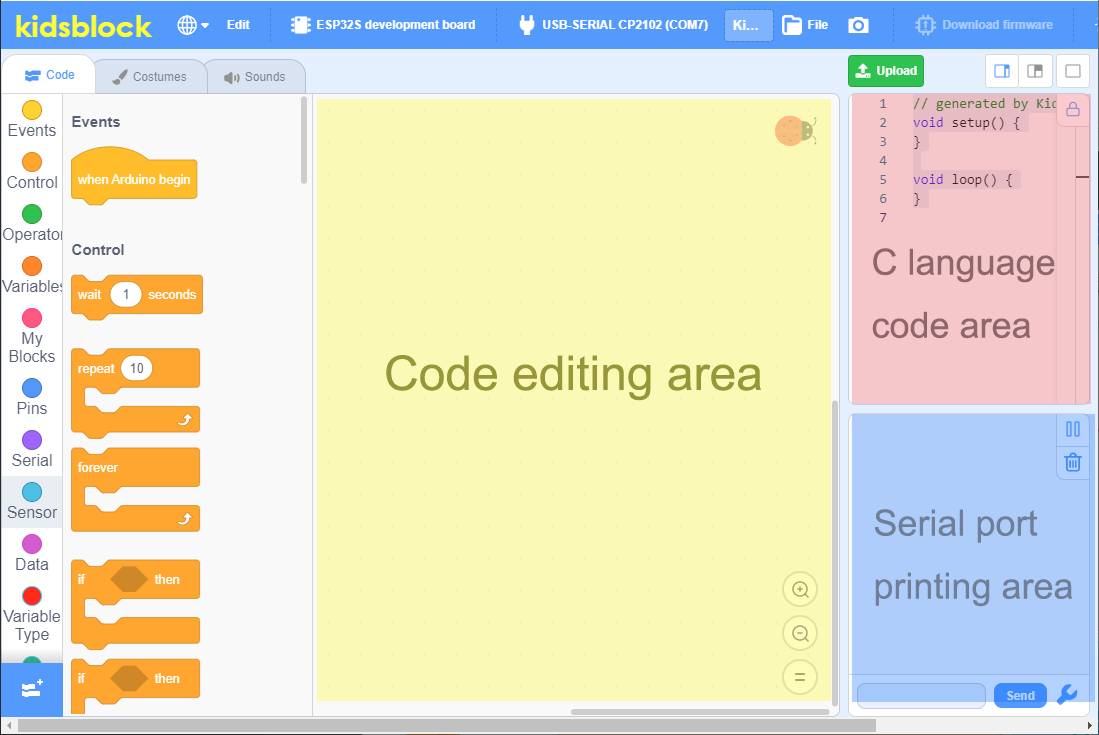 kidsblock
Edit
ESP32S development board
USB-SERIAL CP2102 (COM7)
Ki...
File
Download firmware
Code
Costumes
Sounds
Upload
Events
Control
Operator
Variables
My
Blocks
Pins
Serial
Sensor
Data
Variable
Type
Events
when Arduino begin
Control
wait 1 seconds
repeat 10
forever
if then
if then
Code editing area
1 // generated by Kid
2 void setup() {
3 }
4
5 void loop() {
6 }
7
C language
code area
Serial port
printing area
Send